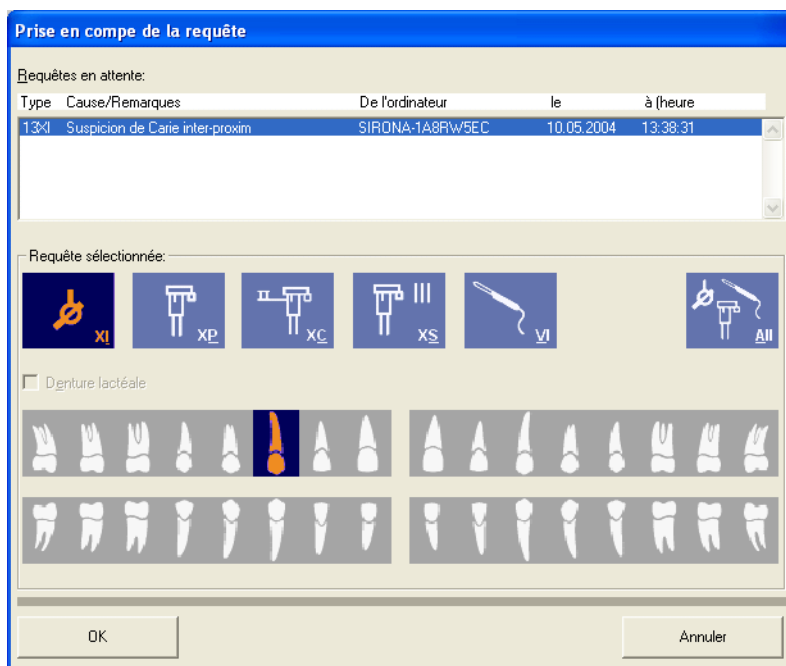 Prise en compe de la requête
Requêtes en attente:
Type Cause/Remarques De l'ordinateur le à (heure
13XI Suspicion de Carie inter-proxim SIRONA-1A8RW5EC 10.05.2004 13:38:31
Requête sélectionnée:
XI XP XC XS VI All
Denture lactéale
OK Annuler